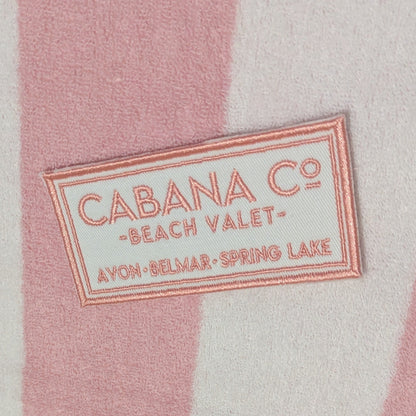 CABANA Co
-BEACH VALET-
AVON·BELMAR·SPRING LAKE